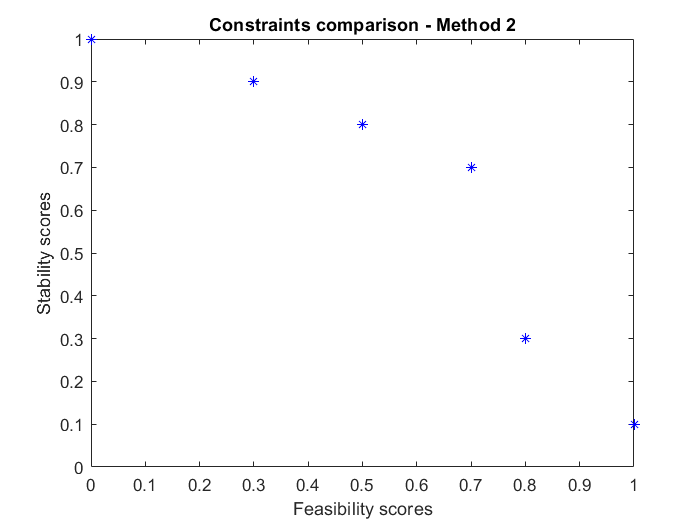 Constraints comparison - Method 2
1
0.9
0.8
0.7
0.6
0.5
0.4
0.3
0.2
0.1
0
Stability scores
0 0.1 0.2 0.3 0.4 0.5 0.6 0.7 0.8 0.9 1
Feasibility scores